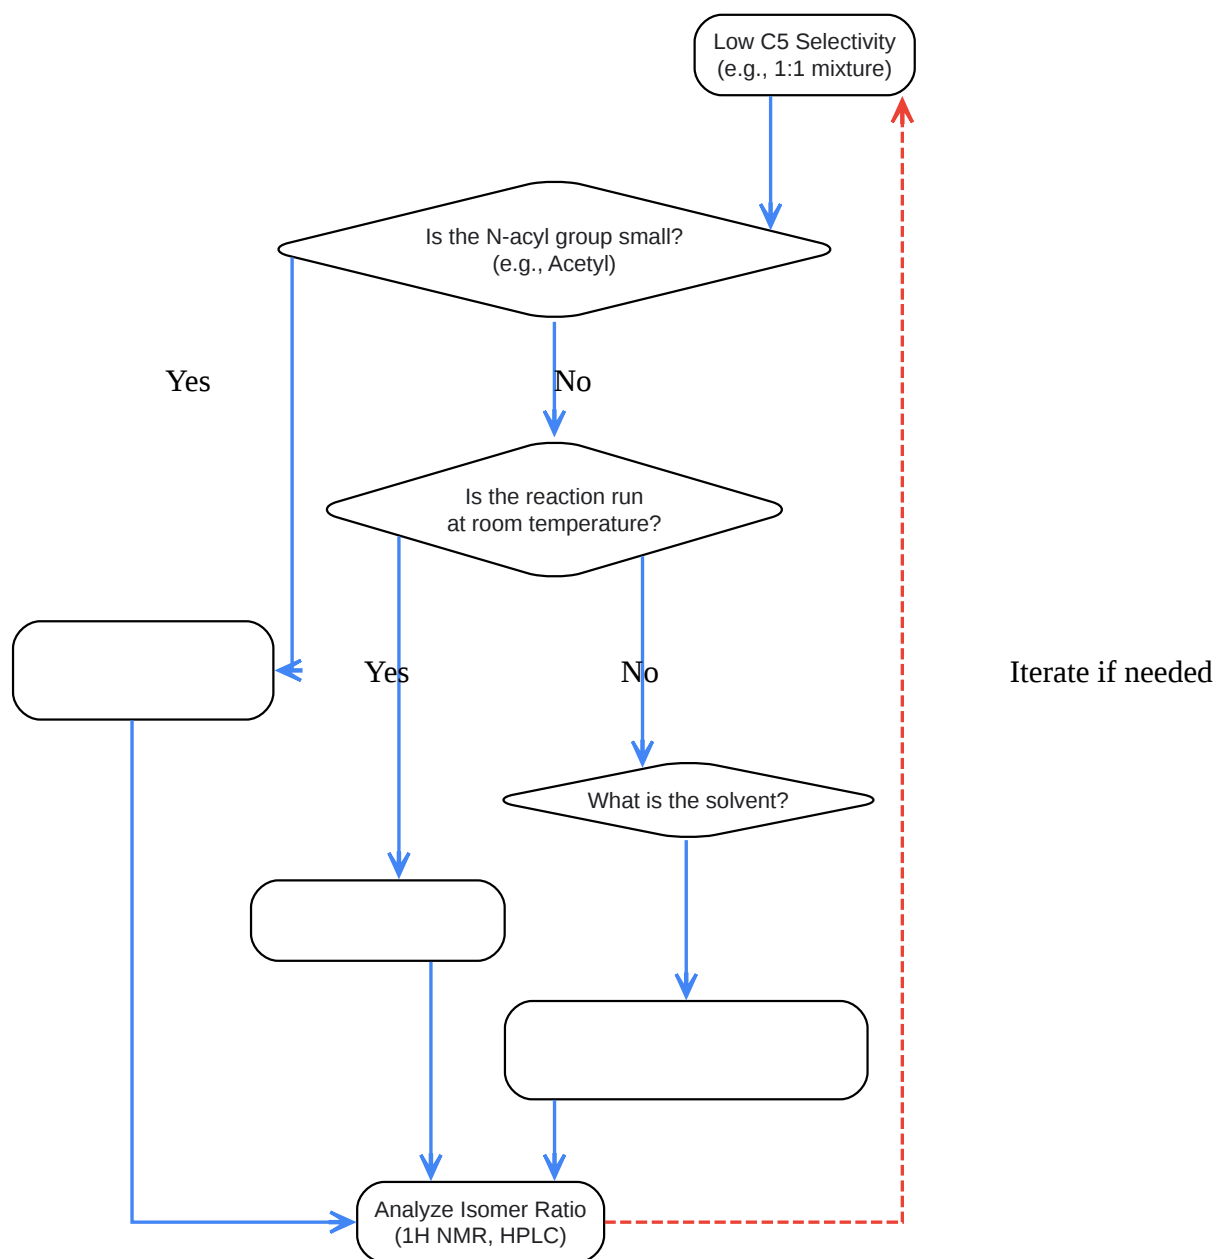 Low C5 Selectivity
(e.g., 1:1 mixture)
Is the N-acyl group small?
(e.g., Acetyl)
Yes
No
Is the reaction run
at room temperature?
Yes
No
Iterate if needed
What is the solvent?
Analyze Isomer Ratio
(1H NMR, HPLC)